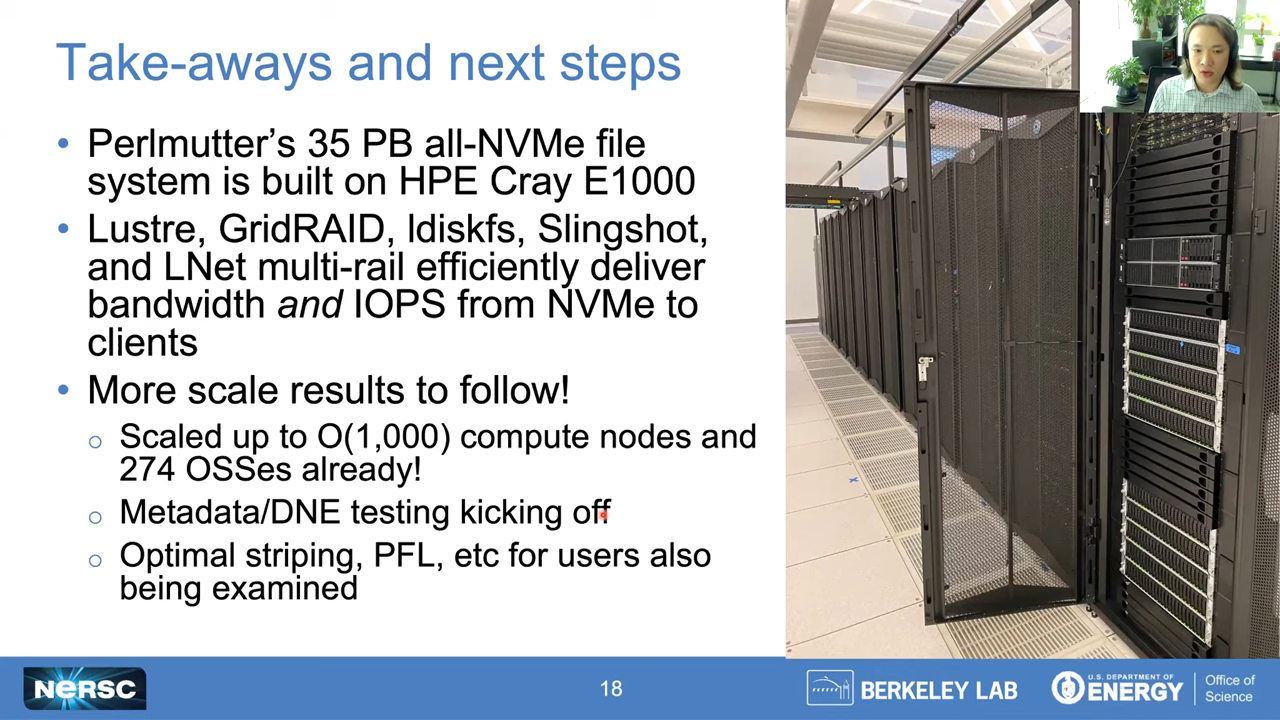 Take-aways and next steps
• Perlmutter's 35 PB all-NVMe file
system is built on HPE Cray E1000
• Lustre, GridRAID, ldiskfs, Slingshot,
and LNet multi-rail efficiently deliver
bandwidth and IOPS from NVMe to
clients
• More scale results to follow!
o Scaled up to O(1,000) compute nodes and
274 OSSes already!
o Metadata/DNE testing kicking off
o Optimal striping, PFL, etc for users also
being examined
NERSC
18
BERKELEY LAB
U.S. DEPARTMENT OF
ENERGY
Office of
Science